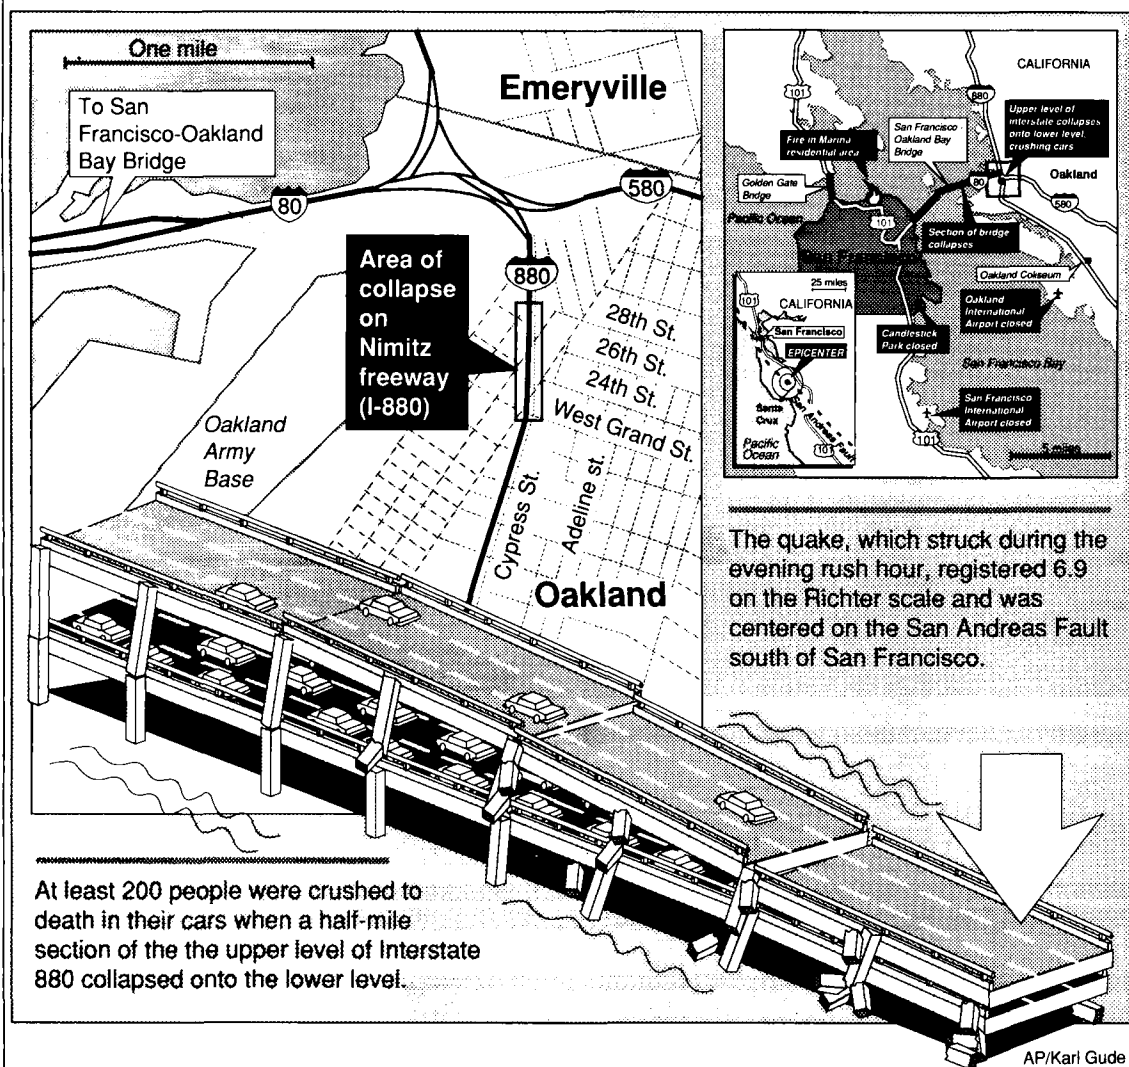 One mile
Emeryville
To San
Francisco-Oakland
Bay Bridge
80
580
880
Area of
collapse
on
Nimitz
freeway
(I-880)
28th St.
26th St.
24th St.
West Grand St.
Oakland
Army
Base
Cypress St.
Adeline st.
Oakland
CALIFORNIA
101
880
Upper level of
interstate collapses
onto lower level,
crushing cars
San Francisco -
Oakland Bay
Bridge
Fire in Marina
residential area
Golden Gate
Bridge
80
Oakland
580
Pacific Ocean
101
Section of bridge
collapses
San Francisco
Oakland Coliseum
Oakland
International
Airport closed
Candlestick
Park closed
San Francisco Bay
San Francisco
International
Airport closed
101
5 miles
25 miles
101
CALIFORNIA
San Francisco
EPICENTER
Santa
Cruz
San Andreas Fault
Pacific
Ocean
101
The quake, which struck during the
evening rush hour, registered 6.9
on the Richter scale and was
centered on the San Andreas Fault
south of San Francisco.
At least 200 people were crushed to
death in their cars when a half-mile
section of the the upper level of Interstate
880 collapsed onto the lower level.
AP/Karl Gude